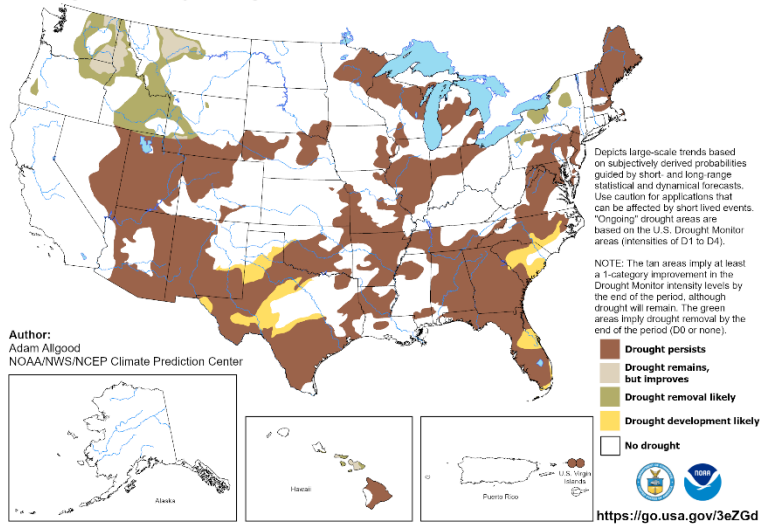 Depicts large-scale trends based
on subjectively derived probabilities
guided by short- and long-range
statistical and dynamical forecasts.
Use caution for applications that
can be affected by short lived events.
"Ongoing" drought areas are
based on the U.S. Drought Monitor
areas (intensities of D1 to D4).
NOTE: The tan areas imply at least
a 1-category improvement in the
Drought Monitor intensity levels by
the end of the period, although
drought will remain. The green
areas imply drought removal by the
end of the period (D0 or none).
Author:
Adam Allgood
NOAA/NWS/NCEP Climate Prediction Center
Drought persists
Drought remains,
but improves
Drought removal likely
Drought development likely
No drought
Alaska
Hawaii
Puerto Rico
U.S. Virgin
Islands
NOAA
https://go.usa.gov/3eZGd